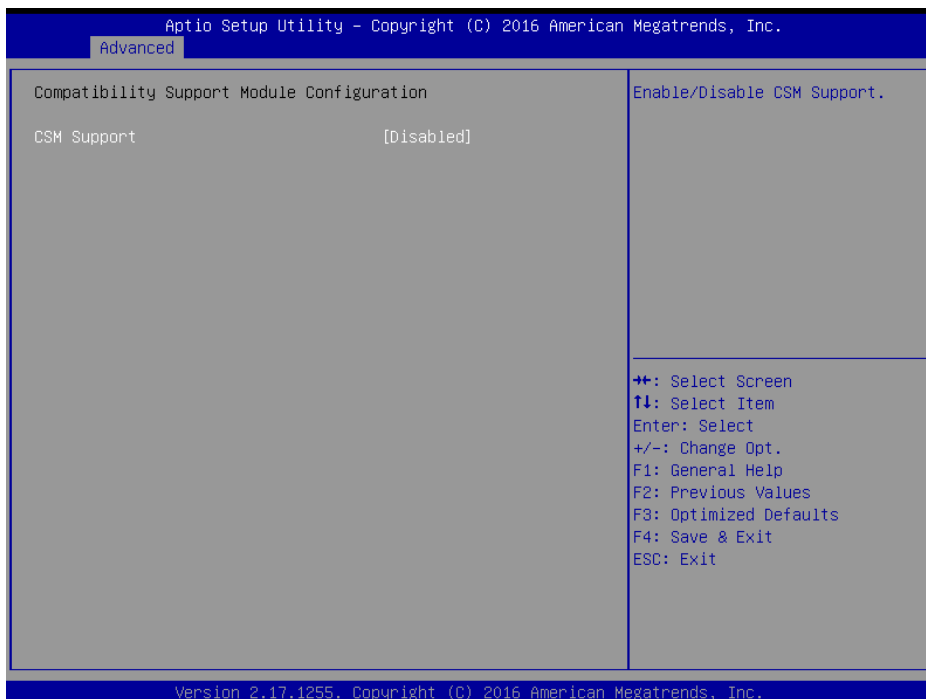 Aptio Setup Utility – Copyright (C) 2016 American Megatrends, Inc.
Advanced
Compatibility Support Module Configuration
CSM Support [Disabled]
Enable/Disable CSM Support.
→←: Select Screen
↑↓: Select Item
Enter: Select
+/-: Change Opt.
F1: General Help
F2: Previous Values
F3: Optimized Defaults
F4: Save & Exit
ESC: Exit
Version 2.17.1255. Copyright (C) 2016 American Megatrends, Inc.